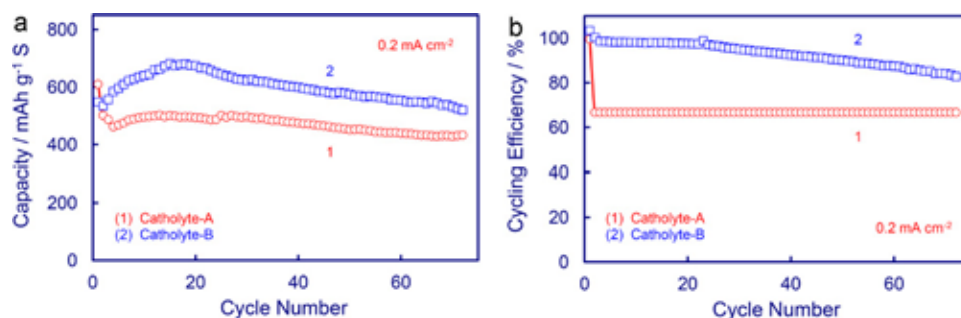 a
800
600
400
200
0
Capacity / mAh g⁻¹ S
0.2 mA cm⁻²
2
1
(1) Catholyte-A
(2) Catholyte-B
0 20 40 60
Cycle Number
b
100
80
60
40
20
0
Cycling Efficiency / %
2
1
(1) Catholyte-A
(2) Catholyte-B
0.2 mA cm⁻²
0 20 40 60
Cycle Number